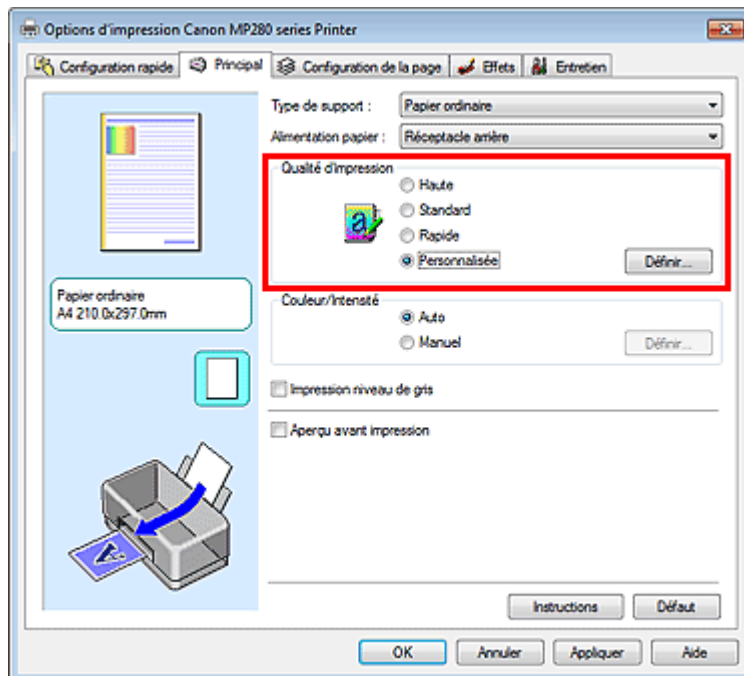 Options d'impression Canon MP280 series Printer
Configuration rapide Principal Configuration de la page Effets Entretien
Type de support : Papier ordinaire
Alimentation papier : Réceptacle arrière
Qualité d'impression
Haute
Standard
Rapide
Personnalisée Définir...
Papier ordinaire
A4 210.0x297.0mm
Couleur/Intensité
Auto
Manuel Définir...
Impression niveau de gris
Aperçu avant impression
Instructions Défaut
OK Annuler Appliquer Aide